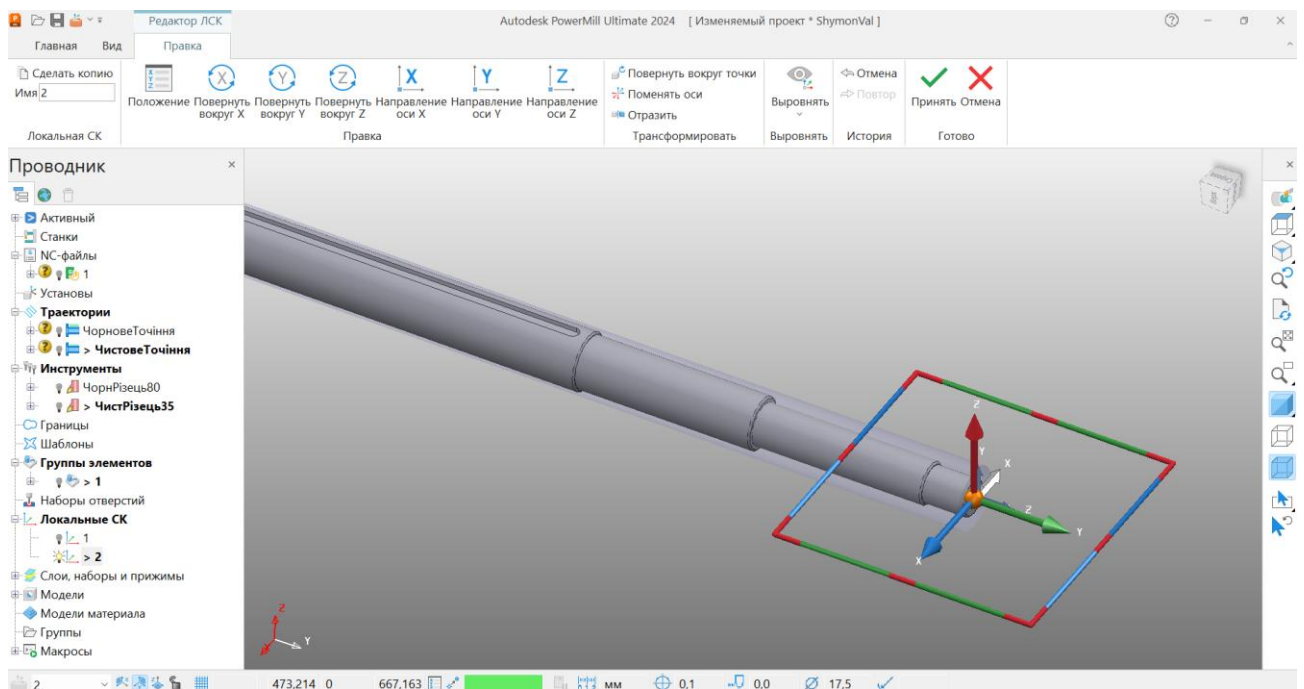 Редактор ЛСК
Autodesk PowerMill Ultimate 2024 [ Изменяемый проект * ShymonVal ]
Главная Вид Правка
Сделать копию
Имя 2
Локальная СК
Положение
Повернуть вокруг X
Повернуть вокруг Y
Повернуть вокруг Z
X
Направление оси X
Y
Направление оси Y
Z
Направление оси Z
Правка
Повернуть вокруг точки
Поменять оси
Отразить
Трансформировать
Выровнять
Выровнять
Отмена
Повтор
История
Принять Отмена
Готово
Проводник
Активный
Станки
NC-файлы
1
Установы
Траектории
ЧорновеТочіння
> ЧистовеТочіння
Инструменты
ЧорнРізець80
> ЧистРізець35
Границы
Шаблоны
Группы элементов
> 1
Наборы отверстий
Локальные СК
1
> 2
Слои, наборы и прижимы
Модели
Модели материала
Группы
Макросы
Z
Y
X
Z
Y
X
Z
Y
2 473,214 0 667,163 мм 0,1 0,0 17,5